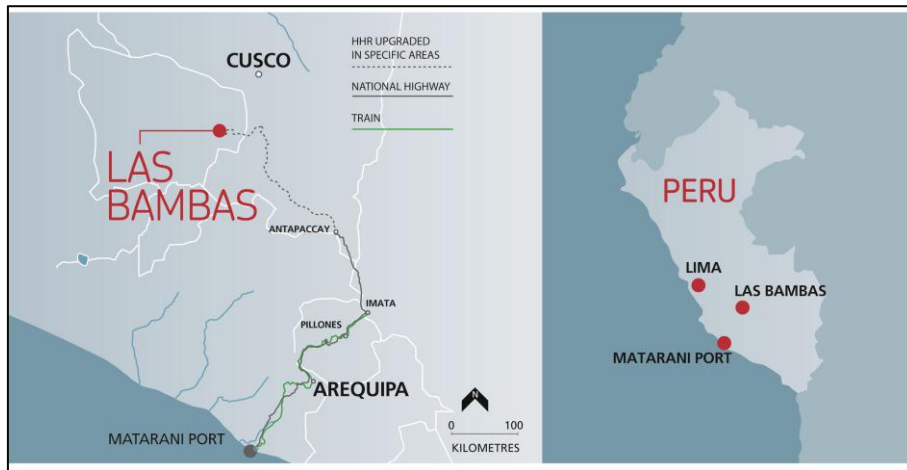 CUSCO
HHR UPGRADED
IN SPECIFIC AREAS
NATIONAL HIGHWAY
TRAIN
LAS
BAMBAS
ANTAPACCAY
IMATA
PILLONES
AREQUIPA
MATARANI PORT
N
0 100
KILOMETRES
PERU
LIMA
LAS BAMBAS
MATARANI PORT